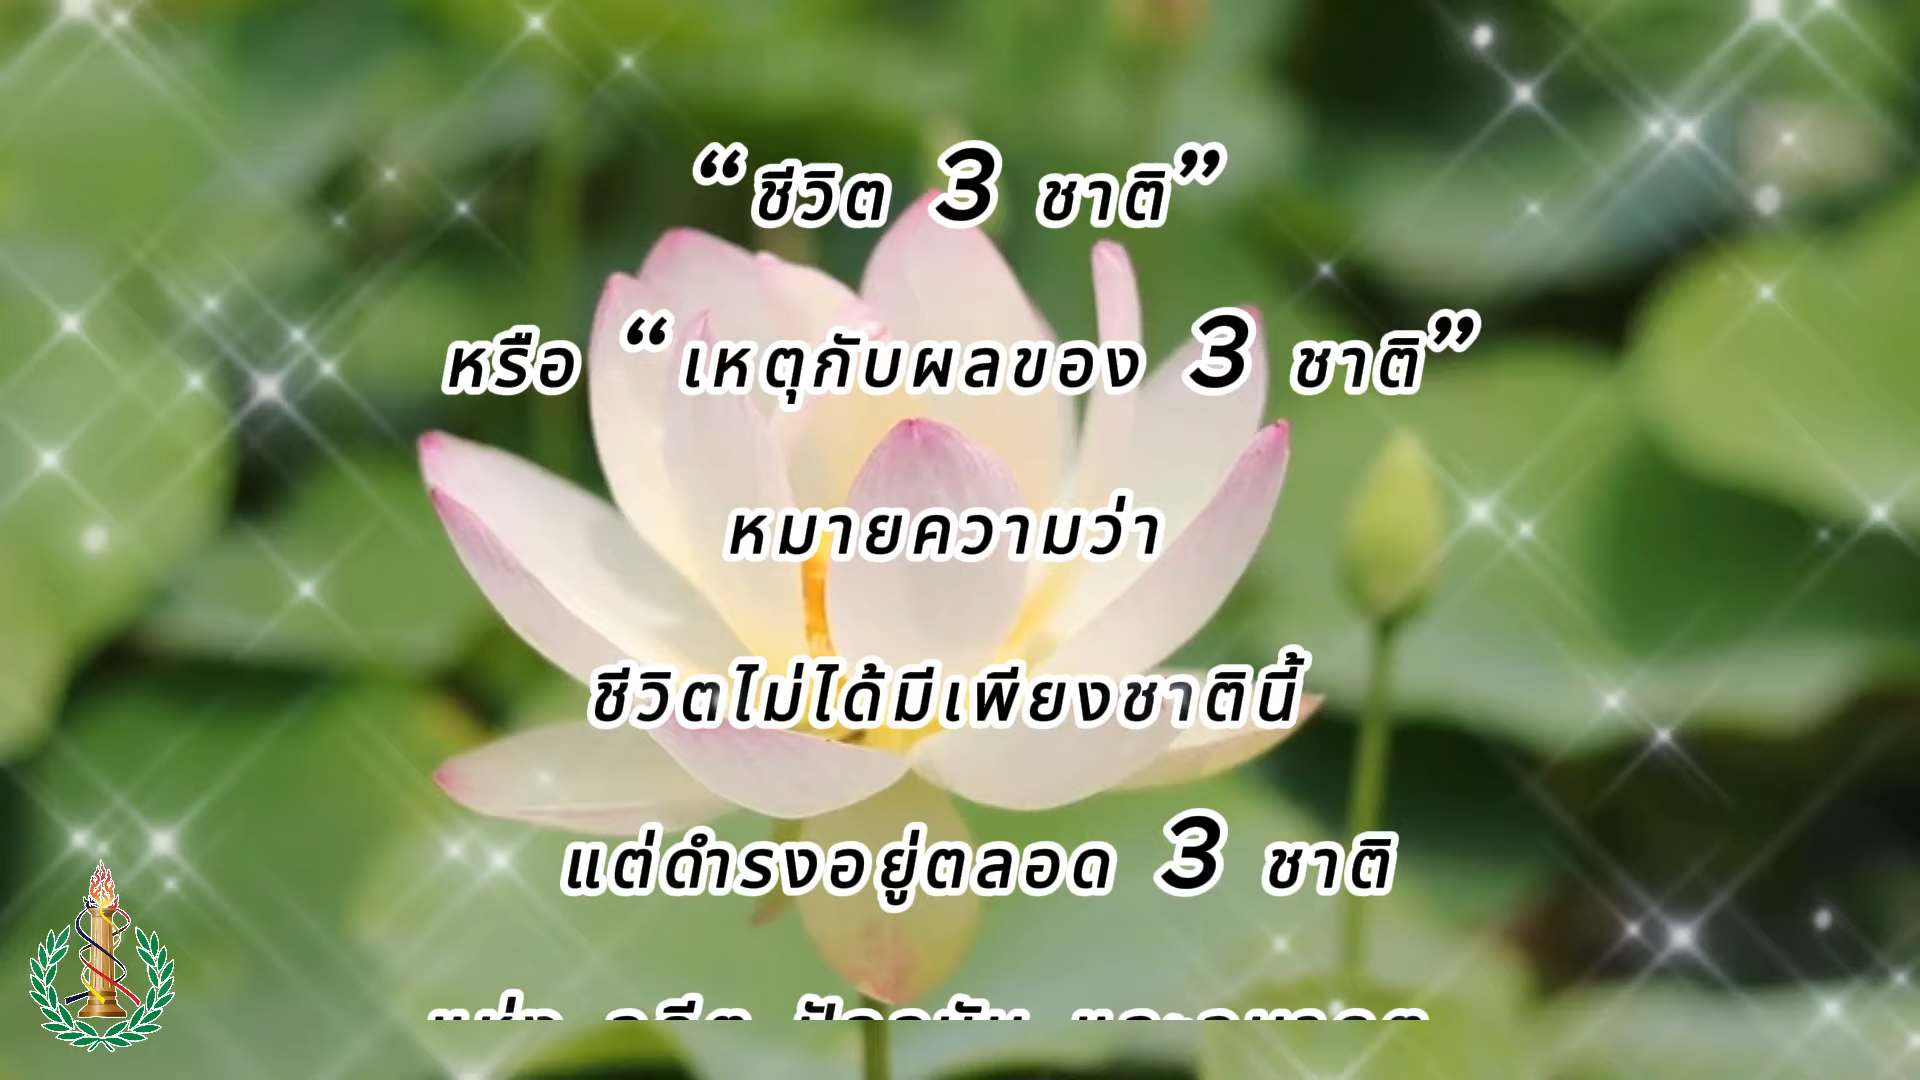 “ชีวิต 3 ชาติ”
หรือ “เหตุกับผลของ 3 ชาติ”
หมายความว่า
ชีวิตไม่ได้มีเพียงชาตินี้
แต่ดำรงอยู่ตลอด 3 ชาติ